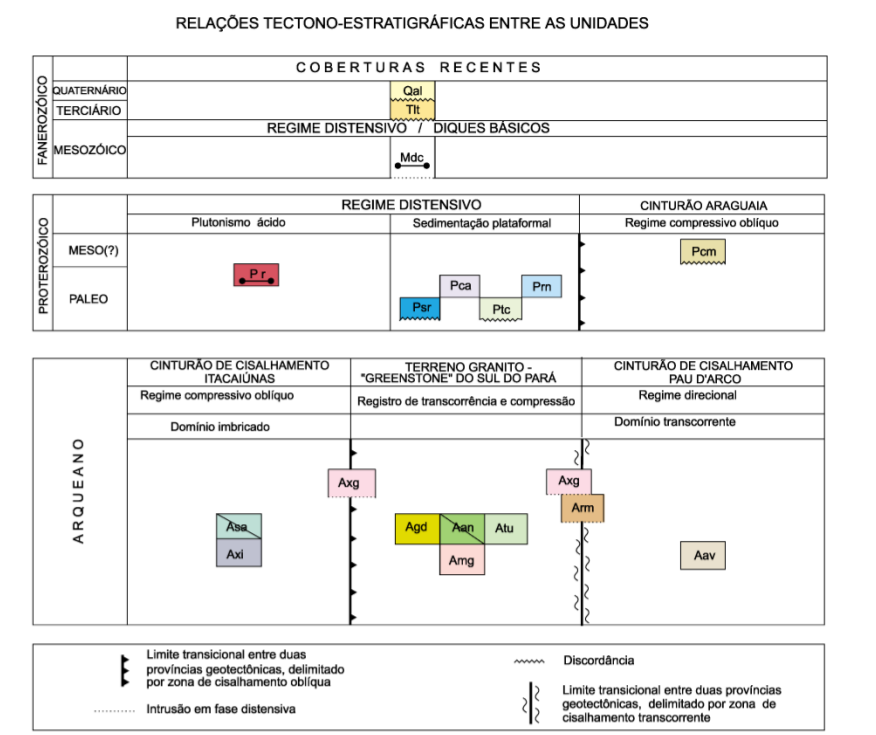 RELAÇÕES TECTONO-ESTRATIGRÁFICAS ENTRE AS UNIDADES
FANEROZÓICO
COBERTURAS RECENTES
QUATERNÁRIO
Qal
TERCIÁRIO
Tlt
REGIME DISTENSIVO / DIQUES BÁSICOS
MESOZÓICO
Mdc
PROTEROZÓICO
REGIME DISTENSIVO
CINTURÃO ARAGUAIA
Plutonismo ácido
Sedimentação plataformal
Regime compressivo oblíquo
MESO(?)
Pcm
P r
PALEO
Pca
Prn
Psr
Ptc
ARQUEANO
CINTURÃO DE CISALHAMENTO
ITACAIÚNAS
TERRENO GRANITO -
"GREENSTONE" DO SUL DO PARÁ
CINTURÃO DE CISALHAMENTO
PAU D'ARCO
Regime compressivo oblíquo
Registro de transcorrência e compressão
Regime direcional
Domínio imbricado
Domínio transcorrente
Axg
Axg
Arm
Asa
Agd
Aan
Atu
Axi
Amg
Aav
Limite transicional entre duas
províncias geotectônicas, delimitado
por zona de cisalhamento oblíqua
Intrusão em fase distensiva
Discordância
Limite transicional entre duas províncias
geotectônicas, delimitado por zona de
cisalhamento transcorrente